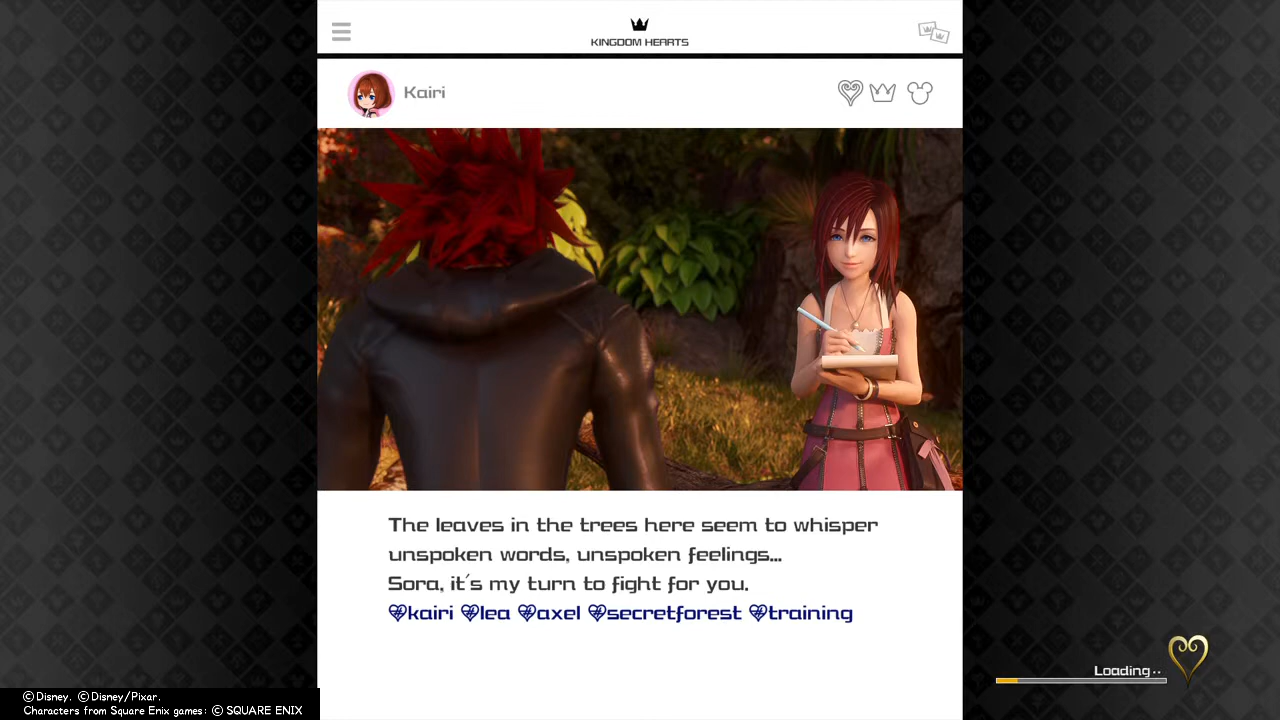 KINGDOM HEARTS
Kairi
The leaves in the trees here seem to whisper
unspoken words, unspoken feelings...
Sora, it's my turn to fight for you.
#kairi #lea #axel #secretforest #training
Loading..
©Disney. ©Disney/Pixar.
Characters from Square Enix games: © SQUARE ENIX